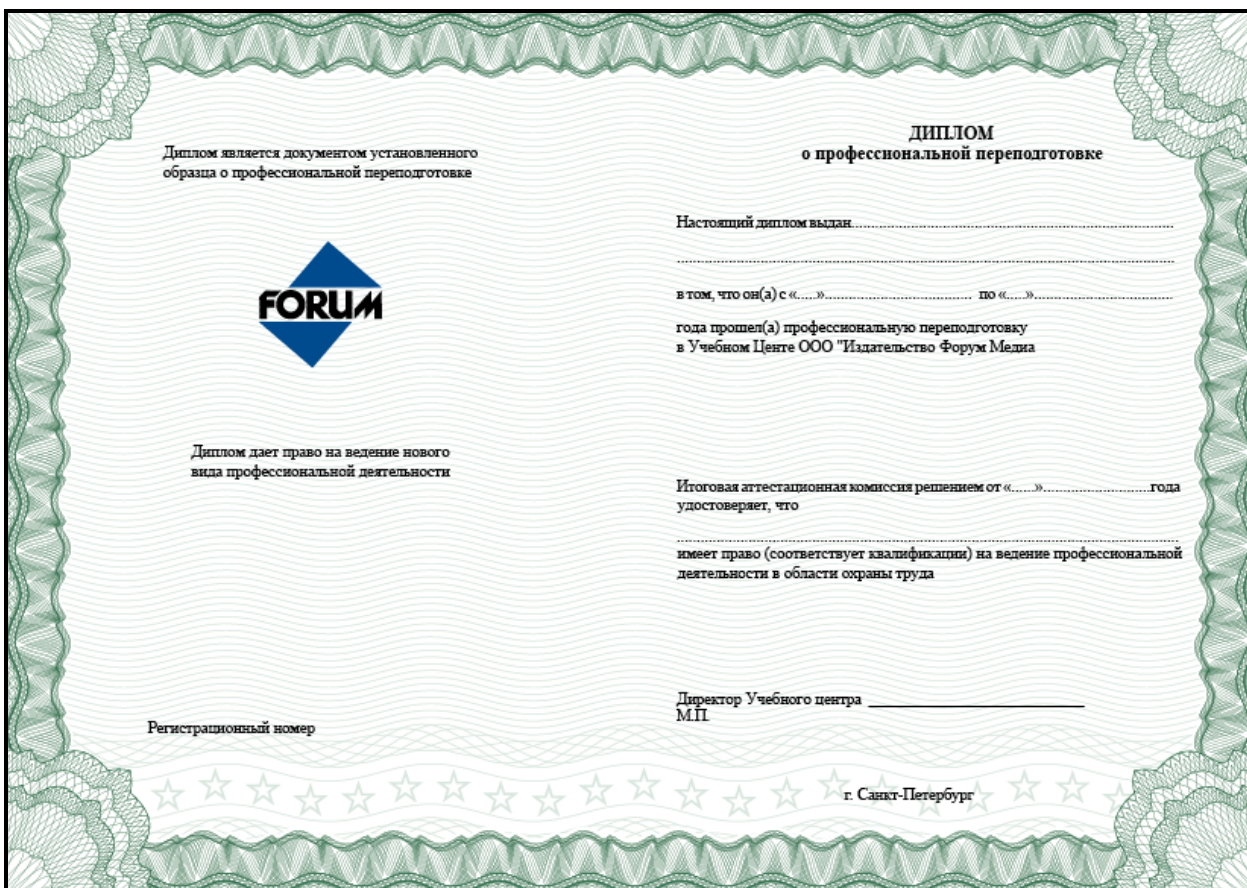 Диплом является документом установленного
образца о профессиональной переподготовке
FORUM
Диплом дает право на ведение нового
вида профессиональной деятельности
Регистрационный номер
ДИПЛОМ
о профессиональной переподготовке
Настоящий диплом выдан................................................................................
................................................................................................................................
в том, что он(а) с «......»..................................... по «......»...................................
года прошел(а) профессиональную переподготовку
в Учебном Центе ООО "Издательство Форум Медиа
Итоговая аттестационная комиссия решением от «.......»...........................года
удостоверяет, что
................................................................................................................................
имеет право (соответствует квалификации) на ведение профессиональной
деятельности в области охраны труда
Директор Учебного центра ____________________________
М.П.
г. Санкт-Петербург